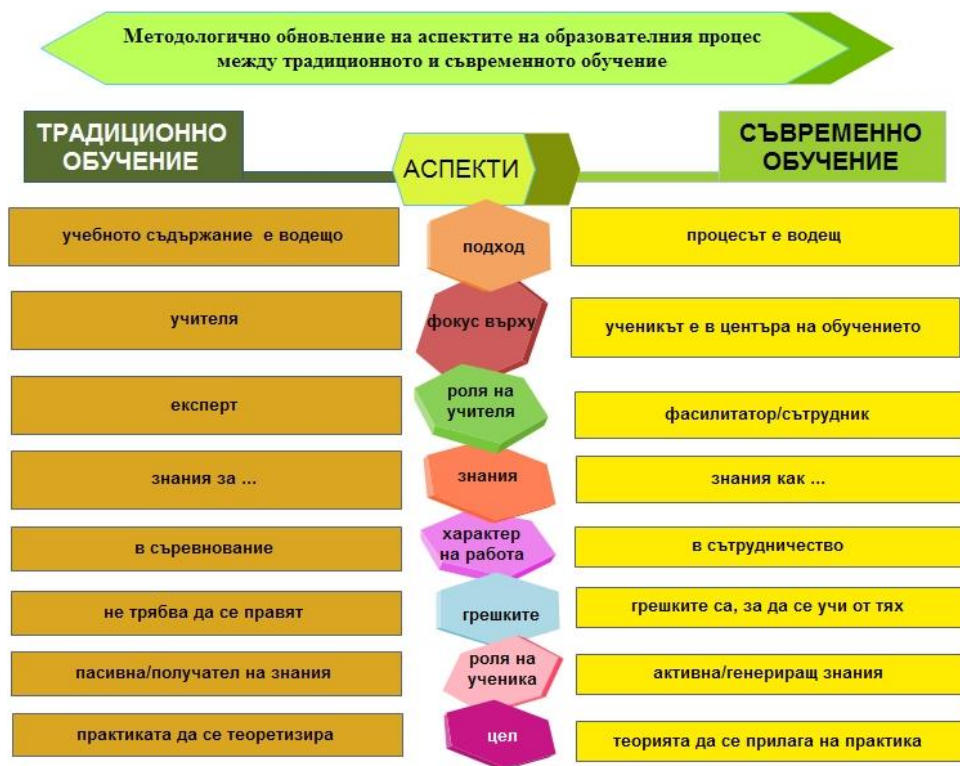 Методологично обновление на аспектите на образователния процес
между традиционното и съвременното обучение
ТРАДИЦИОННО
ОБУЧЕНИЕ
АСПЕКТИ
СЪВРЕМЕННО
ОБУЧЕНИЕ
учебното съдържание е водещо
подход
процесът е водещ
учителя
фокус върху
ученикът е в центъра на обучението
експерт
роля на
учителя
фасилитатор/сътрудник
знания за ...
знания
знания как ...
в съревнование
характер
на работа
в сътрудничество
не трябва да се правят
грешките
грешките са, за да се учи от тях
пасивна/получател на знания
роля на
ученика
активна/генериращ знания
практиката да се теоретизира
цел
теорията да се прилага на практика